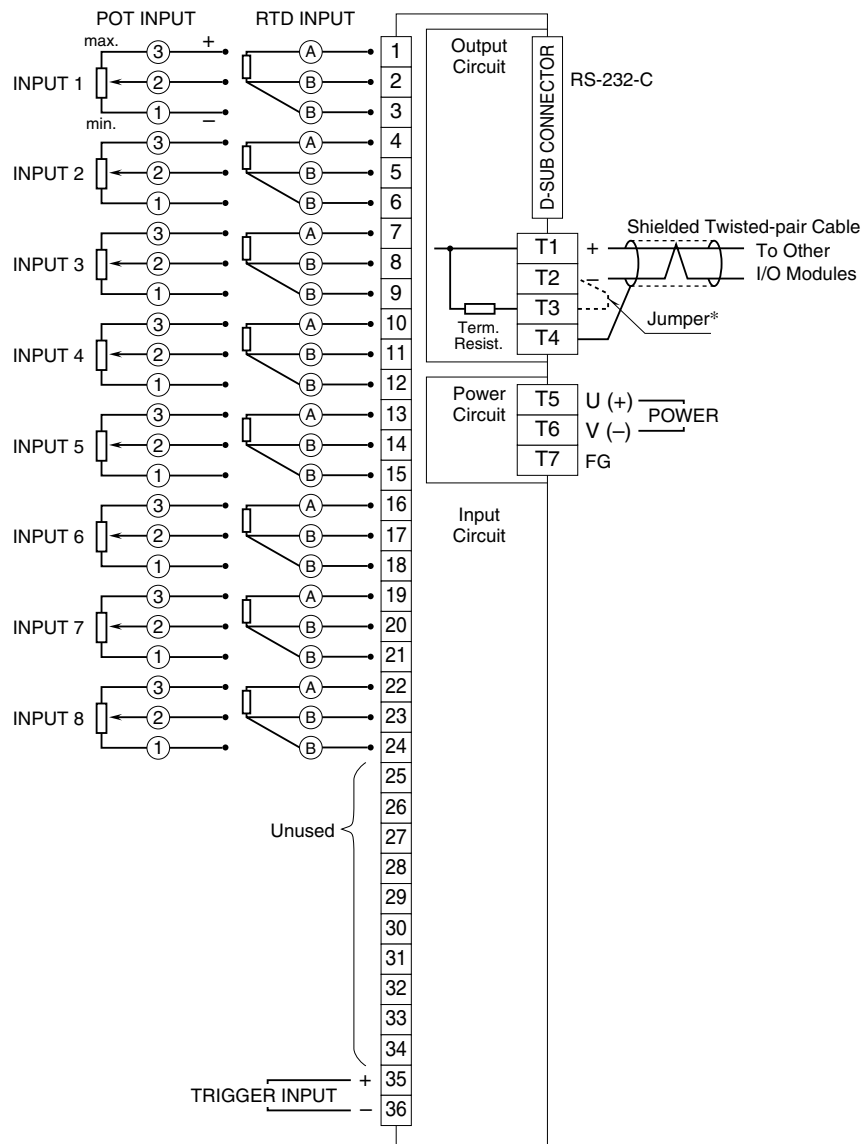 POT INPUT
RTD INPUT
max.
min.
INPUT 1
3 +
2
1 –
A
B
B
1
2
3
INPUT 2
3
2
1
A
B
B
4
5
6
INPUT 3
3
2
1
A
B
B
7
8
9
INPUT 4
3
2
1
A
B
B
10
11
12
INPUT 5
3
2
1
A
B
B
13
14
15
INPUT 6
3
2
1
A
B
B
16
17
18
INPUT 7
3
2
1
A
B
B
19
20
21
INPUT 8
3
2
1
A
B
B
22
23
24
Unused
25
26
27
28
29
30
31
32
33
34
TRIGGER INPUT
+ 35
– 36
Output
Circuit
D-SUB CONNECTOR
RS-232-C
Shielded Twisted-pair Cable
To Other
I/O Modules
T1 +
T2 –
T3
T4
Term.
Resist.
Jumper*
Power
Circuit
T5 U (+)
T6 V (–)
T7 FG
POWER
Input
Circuit